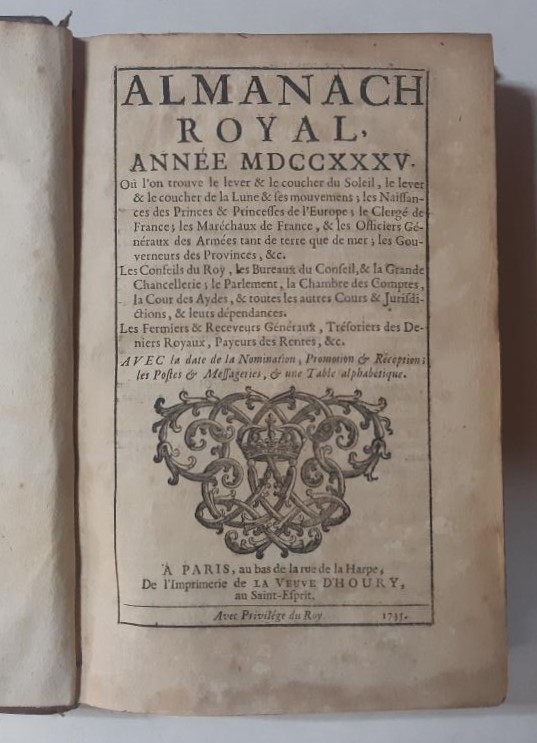 ALMANACH
ROYAL,
ANNÉE MDCCXXXV.
Où l'on trouve le lever & le coucher du Soleil, le lever
& le coucher de la Lune & ſes mouvemens; les Naiſſan-
ces des Princes & Princeſſes de l'Europe; le Clergé de
France; les Maréchaux de France, & les Officiers Gé-
néraux des Armées tant de terre que de mer; les Gou-
verneurs des Provinces, &c.
Les Conſeils du Roy, les Bureaux du Conſeil, & la Grande
Chancellerie; le Parlement, la Chambre des Comptes,
la Cour des Aydes, & toutes les autres Cours & Juriſdi-
ctions, & leurs dépendances.
Les Fermiers & Receveurs Généraux, Tréſoriers des De-
niers Royaux, Payeurs des Rentes, &c.
AVEC la date de la Nomination, Promotion & Réception;
les Poſtes & Meſſageries, & une Table alphabetique.
À PARIS, au bas de la rue de la Harpe,
De l'Imprimerie de LA VEUVE D'HOURY,
au Saint-Eſprit.
Avec Privilége du Roy. 1735.